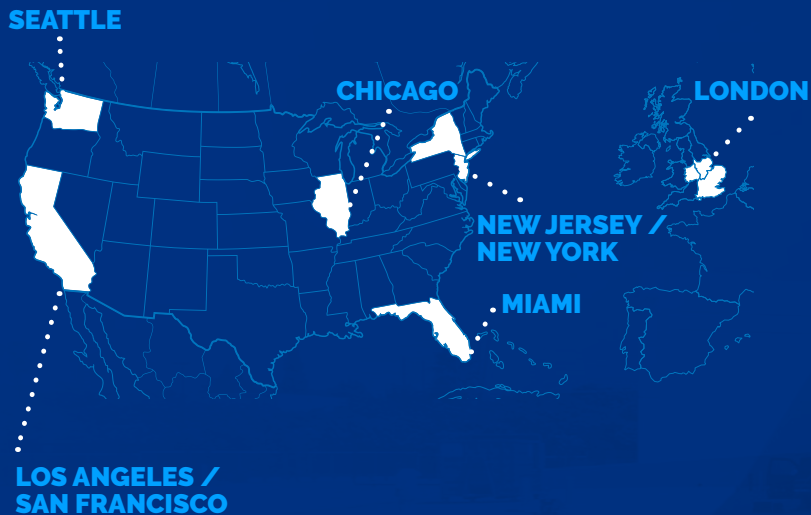 SEATTLE
CHICAGO
LONDON
NEW JERSEY /
NEW YORK
MIAMI
LOS ANGELES /
SAN FRANCISCO